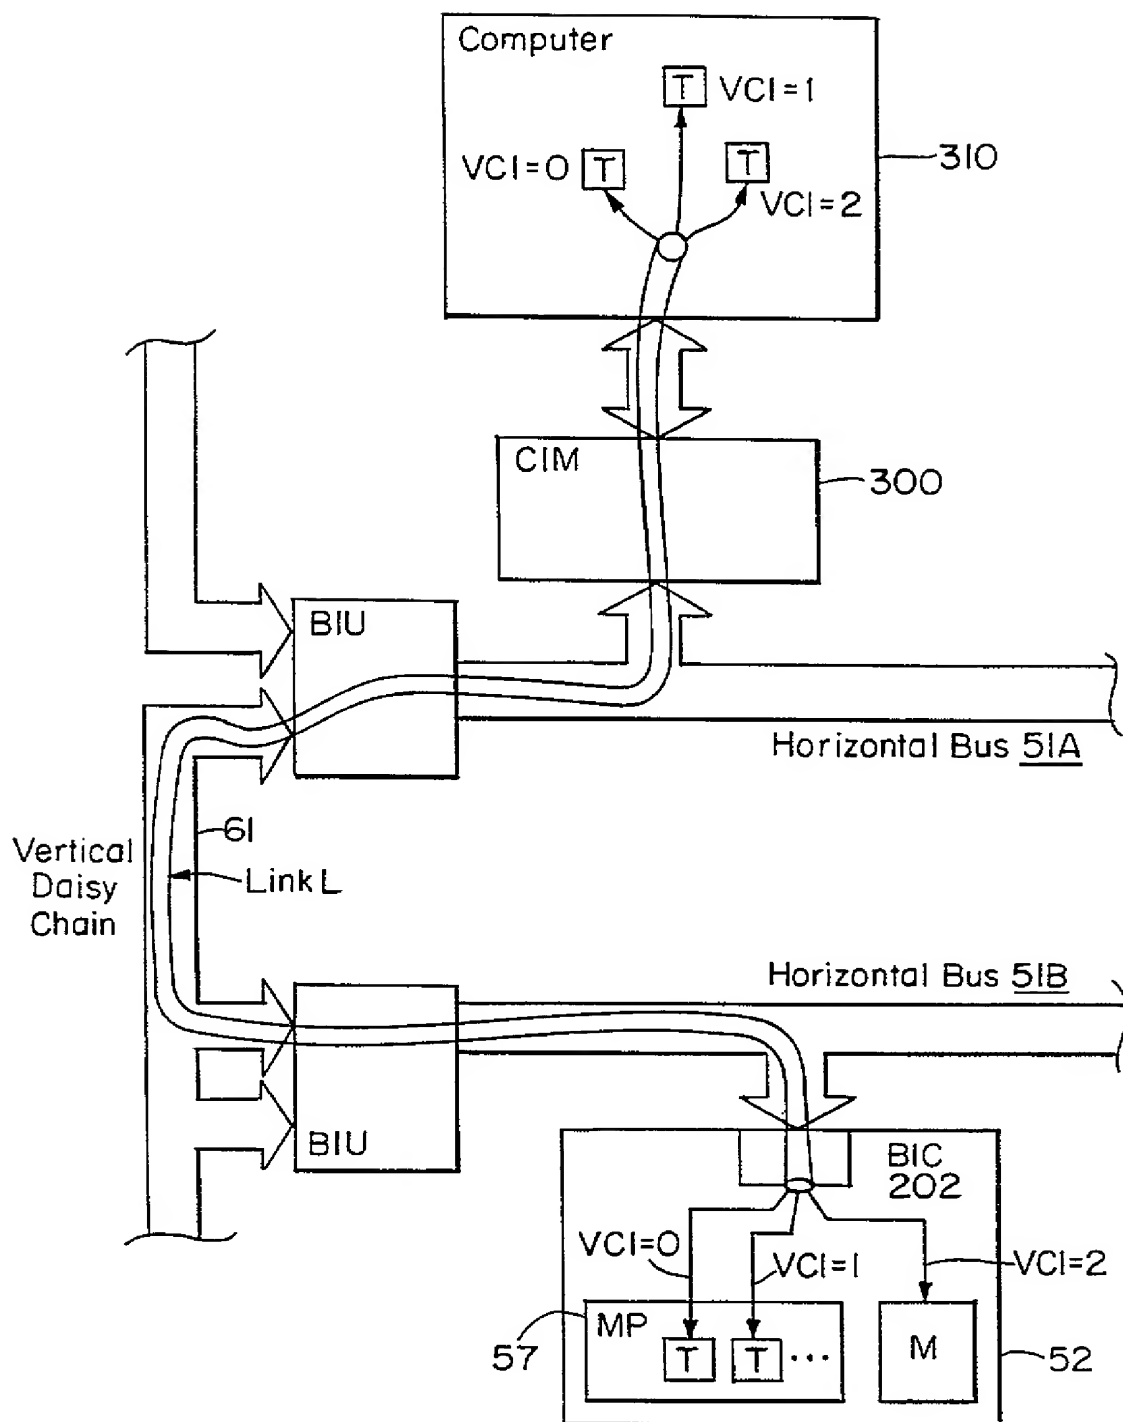 Computer
T VCI=1
VCI=0 T
T
VCI=2
310
CIM
300
BIU
Horizontal Bus 51A
61
Vertical
Daisy
Chain
Link L
Horizontal Bus 51B
BIU
BIC
202
VCI=0
VCI=1
VCI=2
MP
T
T
...
M
57
52